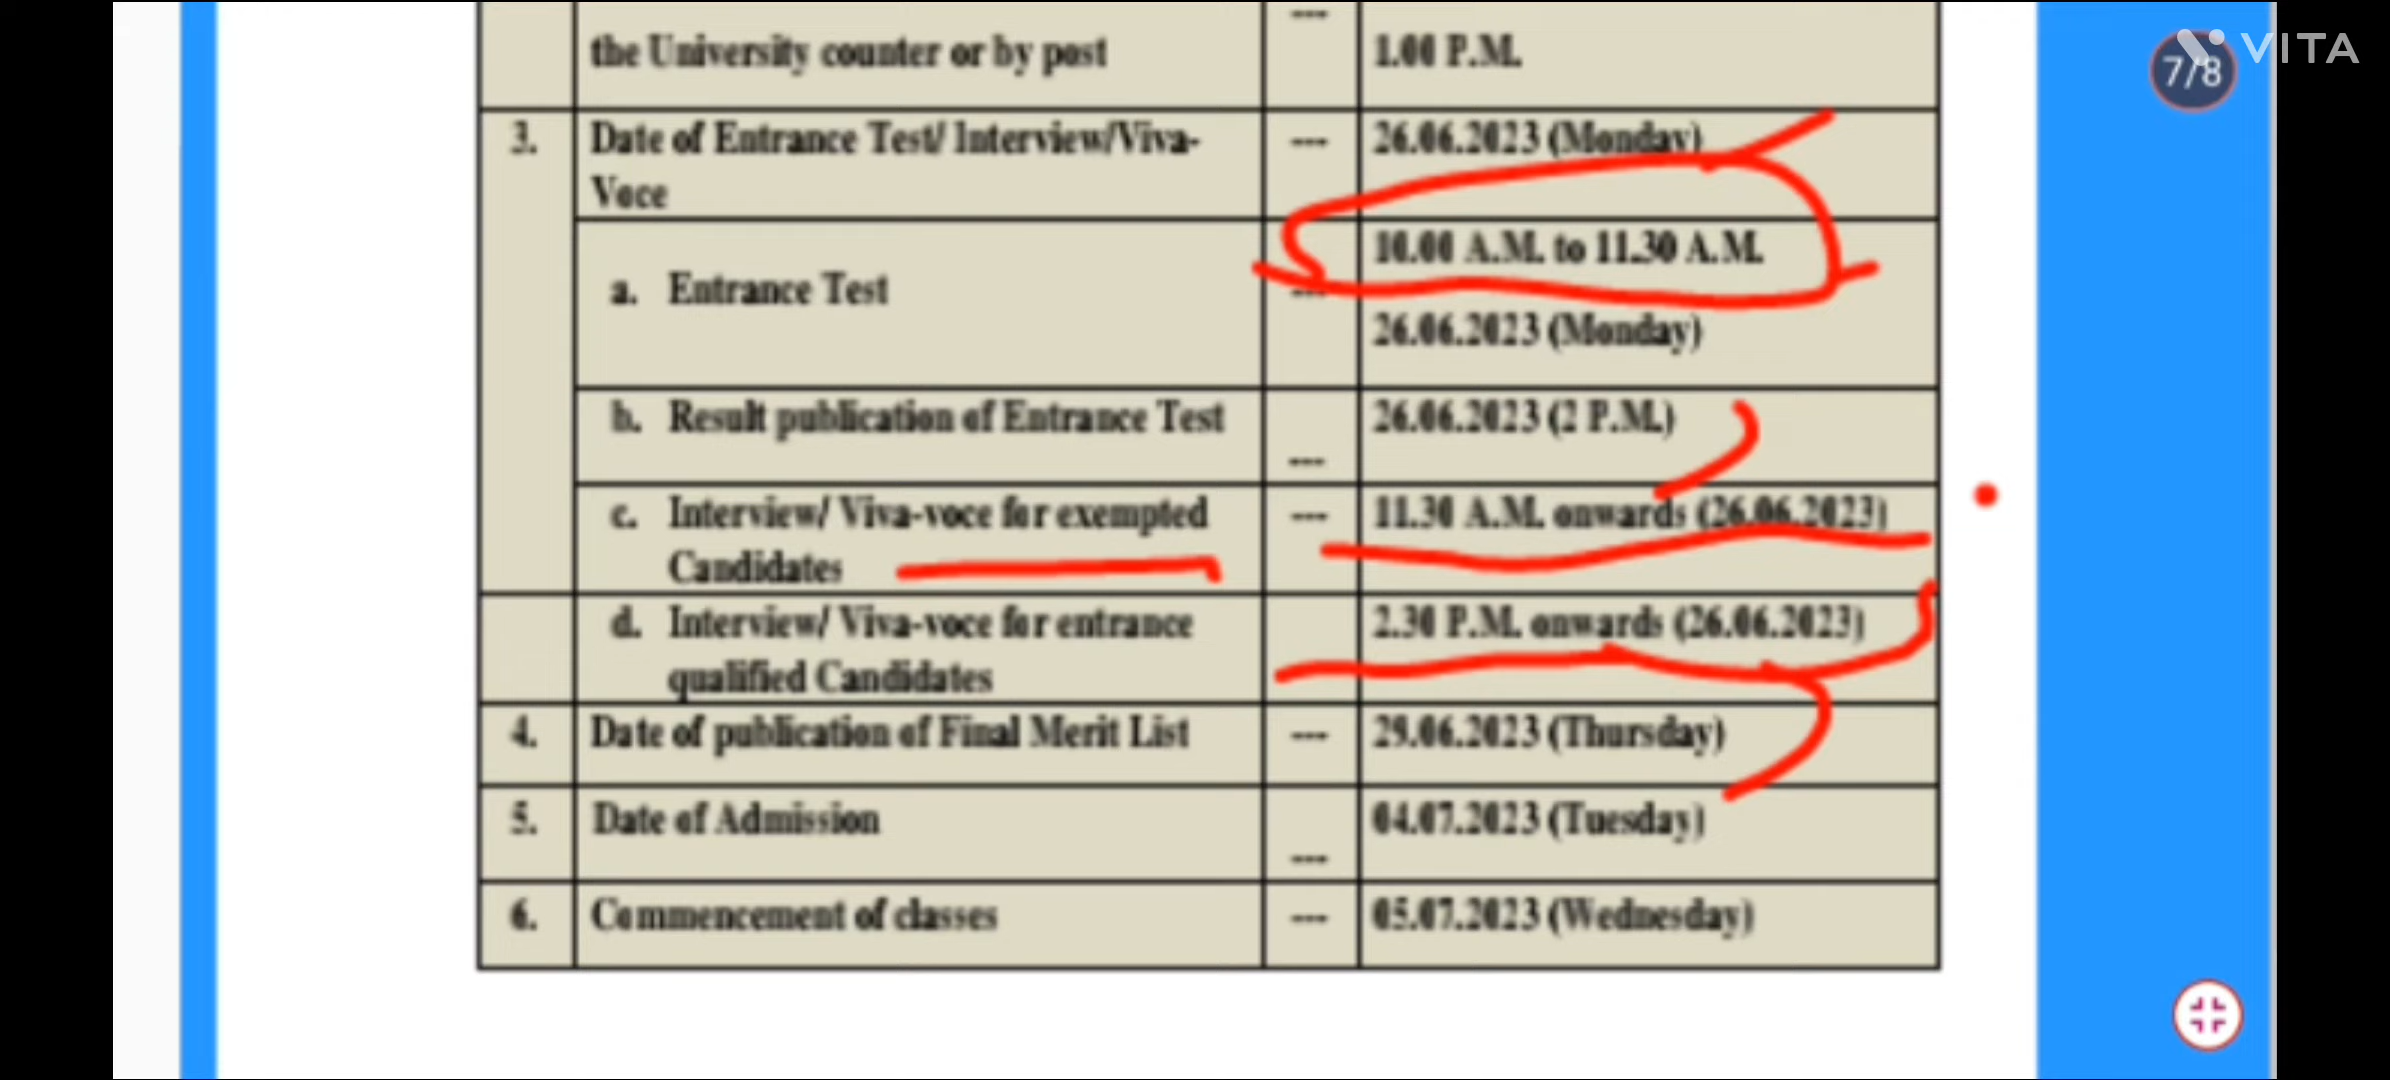 ---
the University counter or by post 1.00 P.M.
VITA
7/8
3. Date of Entrance Test/ Interview/Viva- --- 26.06.2023 (Monday)
Voce
10.00 A.M. to 11.30 A.M.
a. Entrance Test ---
26.06.2023 (Monday)
b. Result publication of Entrance Test 26.06.2023 (2 P.M.)
---
c. Interview/ Viva-voce for exempted --- 11.30 A.M. onwards (26.06.2023)
Candidates
d. Interview/ Viva-voce for entrance 2.30 P.M. onwards (26.06.2023)
qualified Candidates
4. Date of publication of Final Merit List --- 29.06.2023 (Thursday)
5. Date of Admission 04.07.2023 (Tuesday)
---
6. Commencement of classes --- 05.07.2023 (Wednesday)